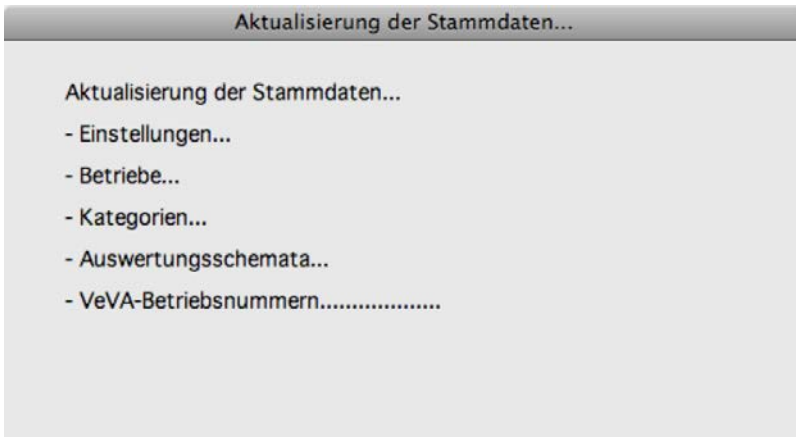 Aktualisierung der Stammdaten...
Aktualisierung der Stammdaten...
- Einstellungen...
- Betriebe...
- Kategorien...
- Auswertungsschemata...
- VeVA-Betriebsnummern...................